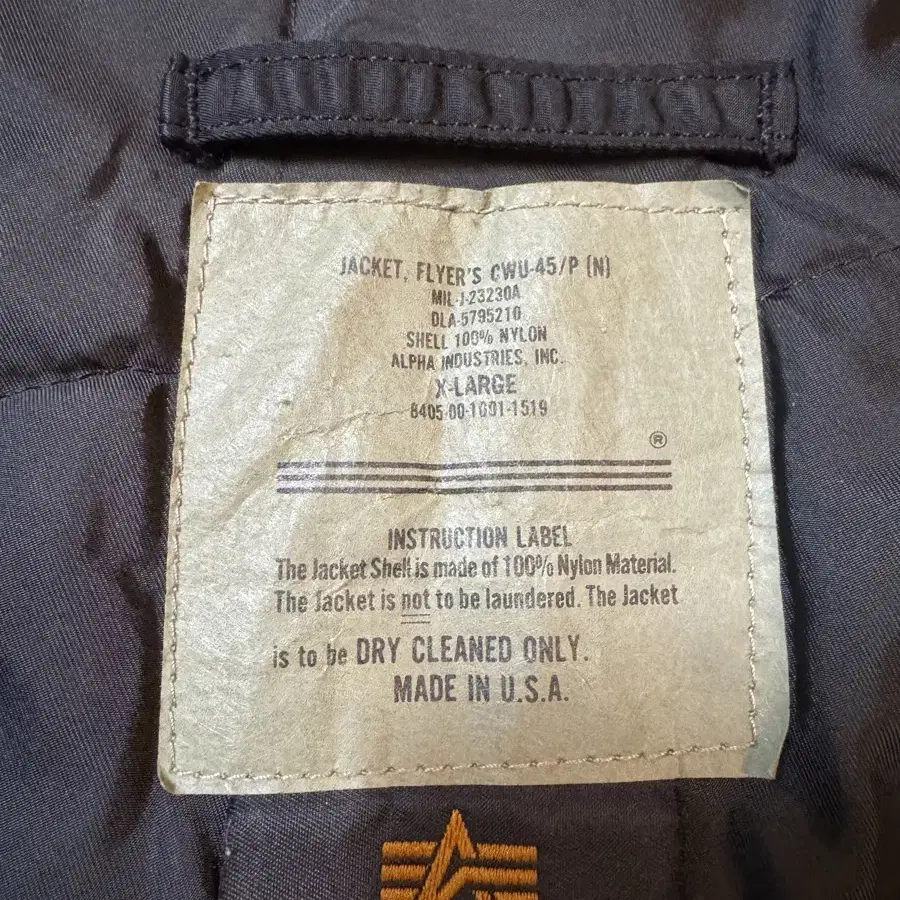 JACKET, FLYER'S CWU-45/P (N)
MIL-J-23230A
DLA-5795210
SHELL 100% NYLON
ALPHA INDUSTRIES, INC.
X-LARGE
8405-00-1001-1519
®
INSTRUCTION LABEL
The Jacket Shell is made of 100% Nylon Material.
The Jacket is not to be laundered. The Jacket
is to be DRY CLEANED ONLY.
MADE IN U.S.A.